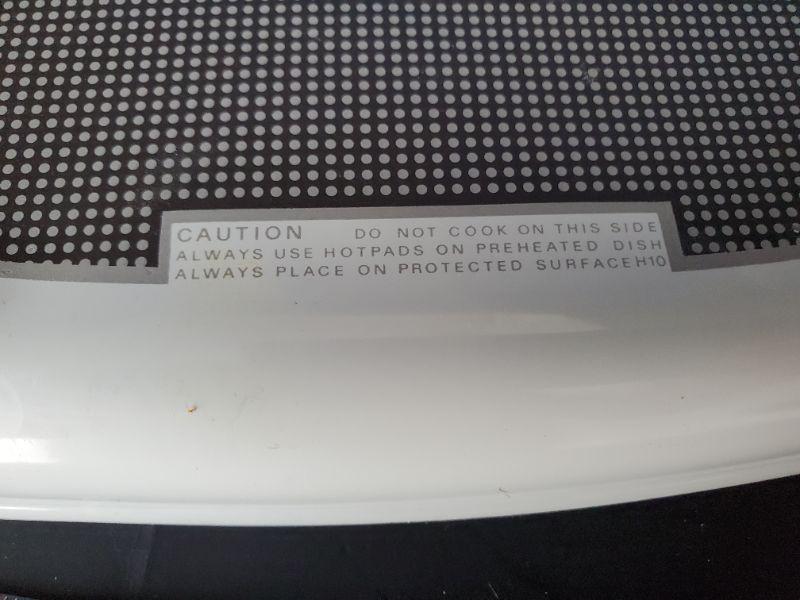 CAUTION DO NOT COOK ON THIS SIDE
ALWAYS USE HOTPADS ON PREHEATED DISH
ALWAYS PLACE ON PROTECTED SURFACE H10